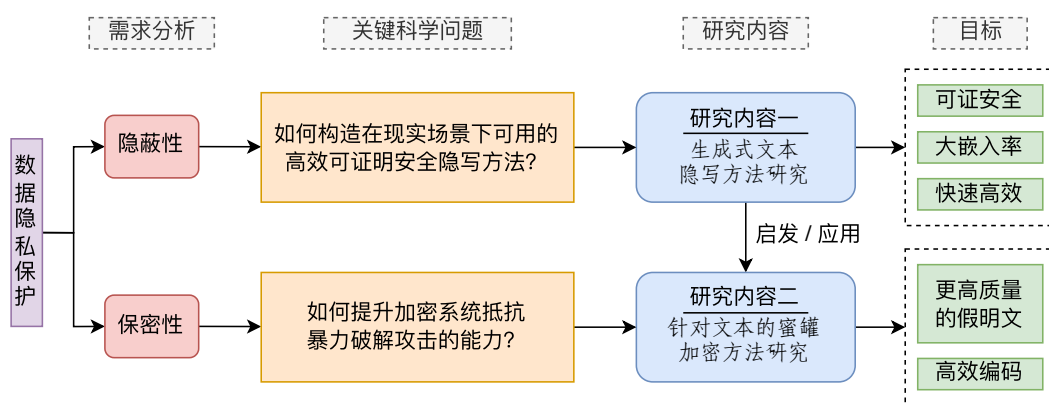 需求分析
关键科学问题
研究内容
目标
数据隐私保护
隐蔽性
如何构造在现实场景下可用的
高效可证明安全隐写方法?
研究内容一
生成式文本
隐写方法研究
可证安全
大嵌入率
快速高效
启发 / 应用
保密性
如何提升加密系统抵抗
暴力破解攻击的能力?
研究内容二
针对文本的蜜罐
加密方法研究
更高质量
的假明文
高效编码